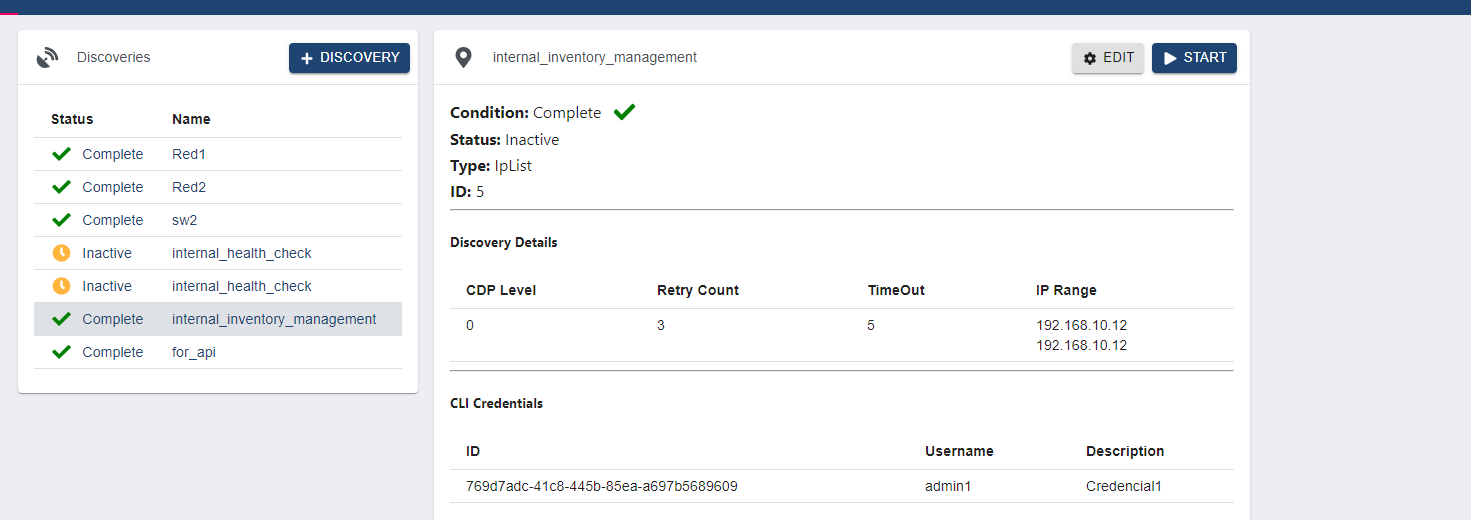 Discoveries
DISCOVERY
Status Name
Complete Red1
Complete Red2
Complete sw2
Inactive internal_health_check
Inactive internal_health_check
Complete internal_inventory_management
Complete for_api
internal_inventory_management
EDIT
START
Condition: Complete
Status: Inactive
Type: IpList
ID: 5
Discovery Details
CDP Level Retry Count TimeOut IP Range
0 3 5 192.168.10.12
192.168.10.12
CLI Credentials
ID Username Description
769d7adc-41c8-445b-85ea-a697b5689609 admin1 Credencial1